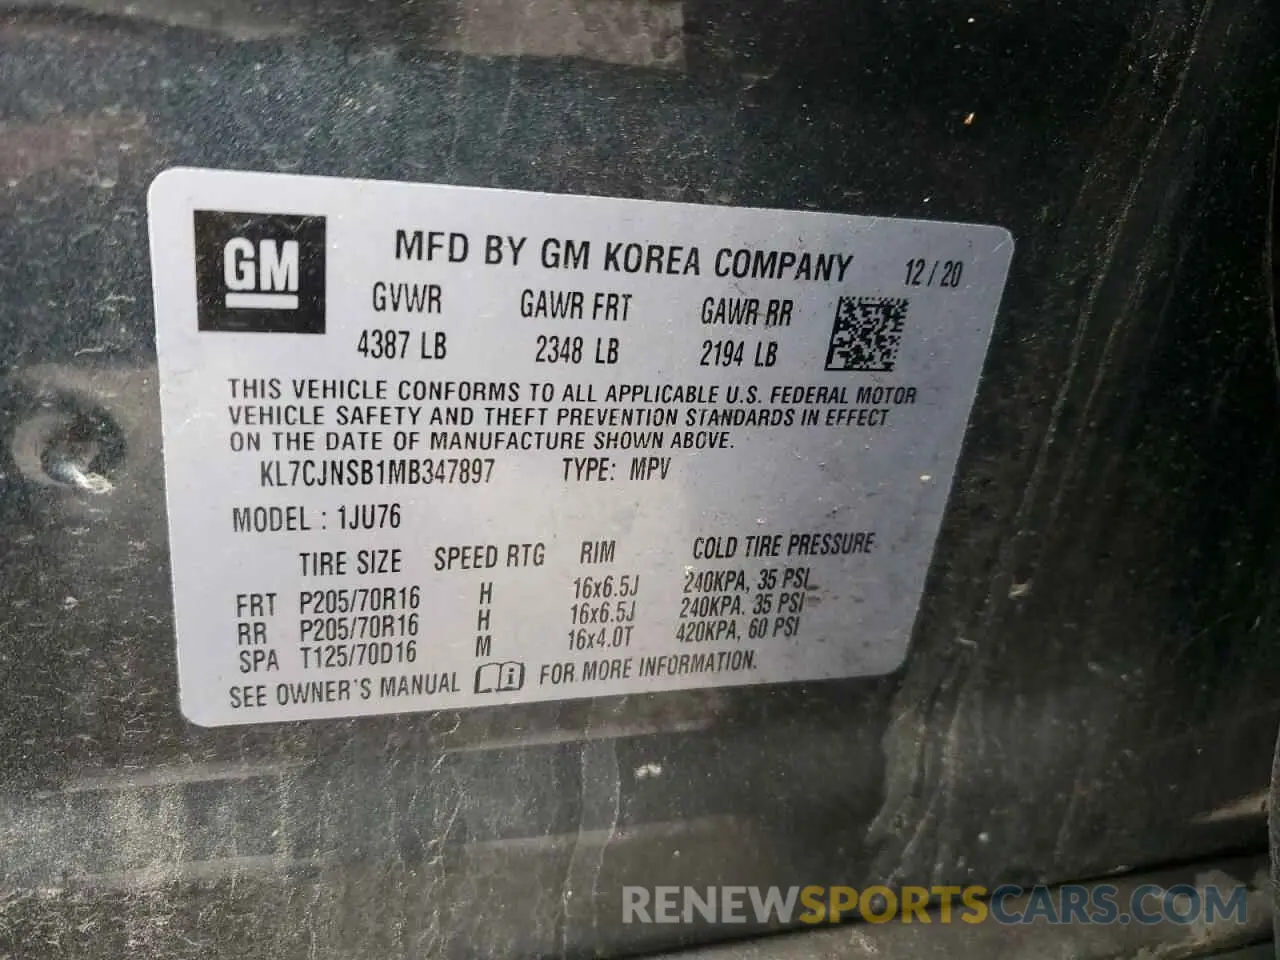 GM
MFD BY GM KOREA COMPANY 12/20
GVWR GAWR FRT GAWR RR
4387 LB 2348 LB 2194 LB
THIS VEHICLE CONFORMS TO ALL APPLICABLE U.S. FEDERAL MOTOR
VEHICLE SAFETY AND THEFT PREVENTION STANDARDS IN EFFECT
ON THE DATE OF MANUFACTURE SHOWN ABOVE.
KL7CJNSB1MB347897 TYPE: MPV
MODEL : 1JU76
TIRE SIZE SPEED RTG RIM COLD TIRE PRESSURE
FRT P205/70R16 H 16x6.5J 240KPA, 35 PSI
RR P205/70R16 H 16x6.5J 240KPA. 35 PSI
SPA T125/70D16 M 16x4.0T 420KPA, 60 PSI
SEE OWNER'S MANUAL i FOR MORE INFORMATION.
RENEWSPORTSCARS.COM